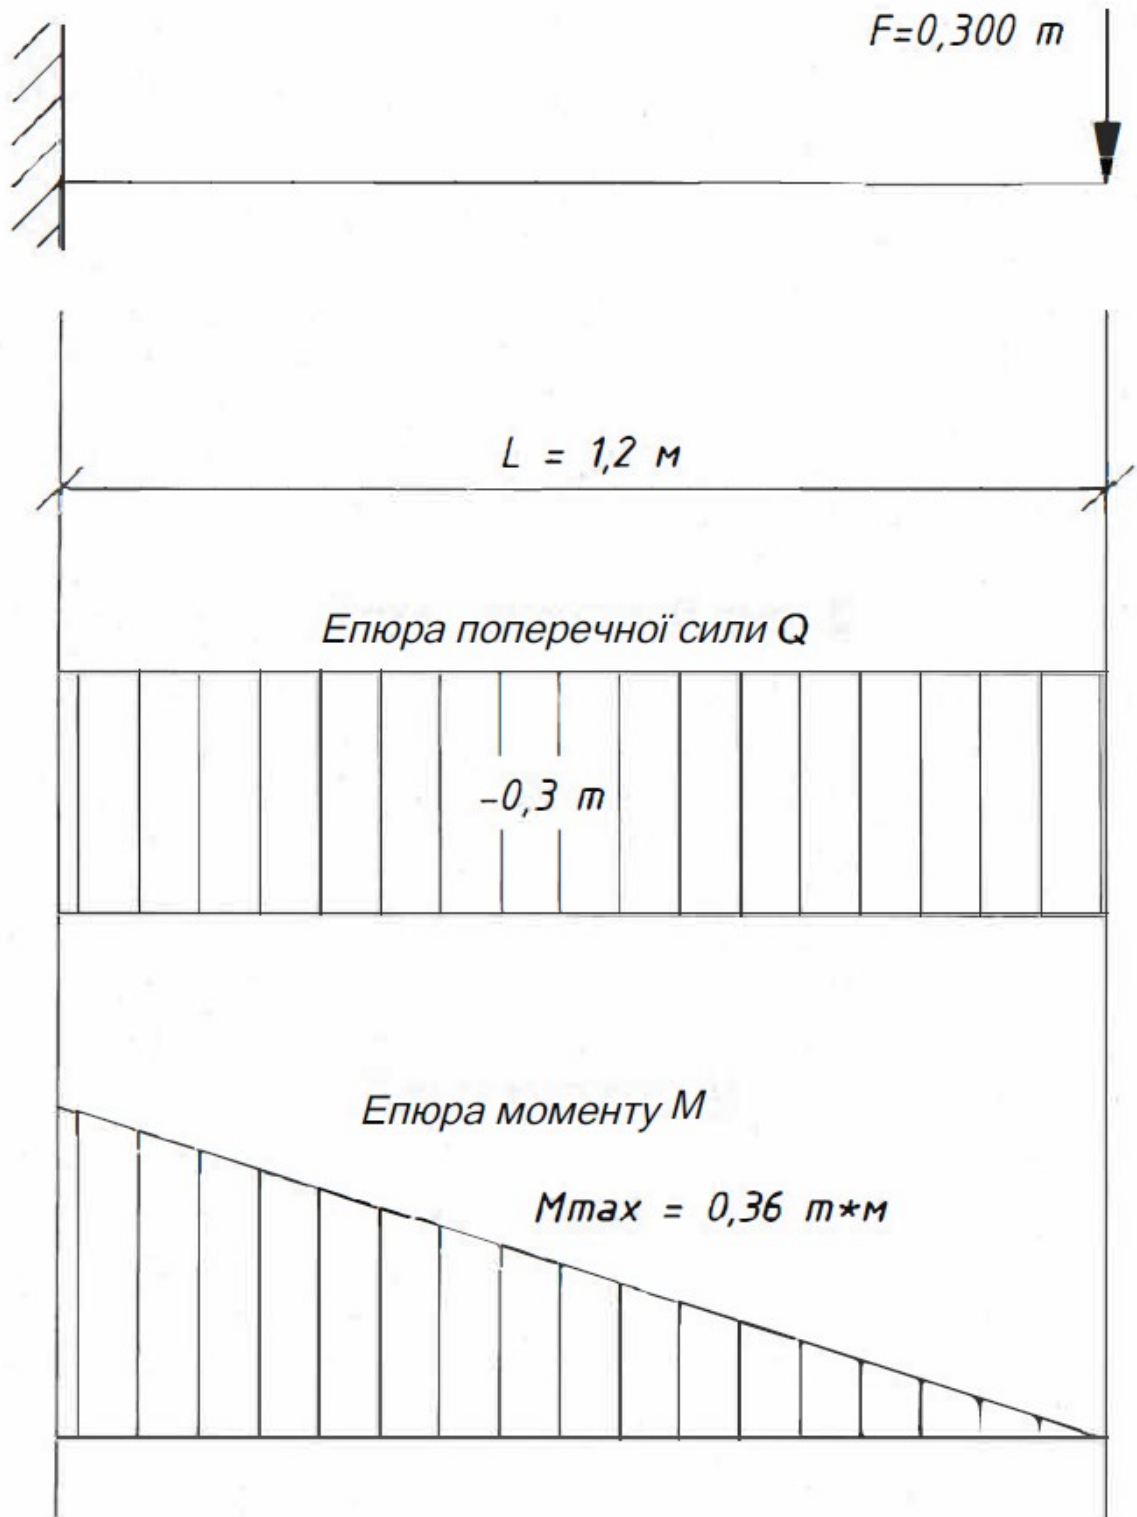 F=0,300 т
L = 1,2 м
Епюра поперечної сили Q
-0,3 т
Епюра моменту М
Mmax = 0,36 т*м